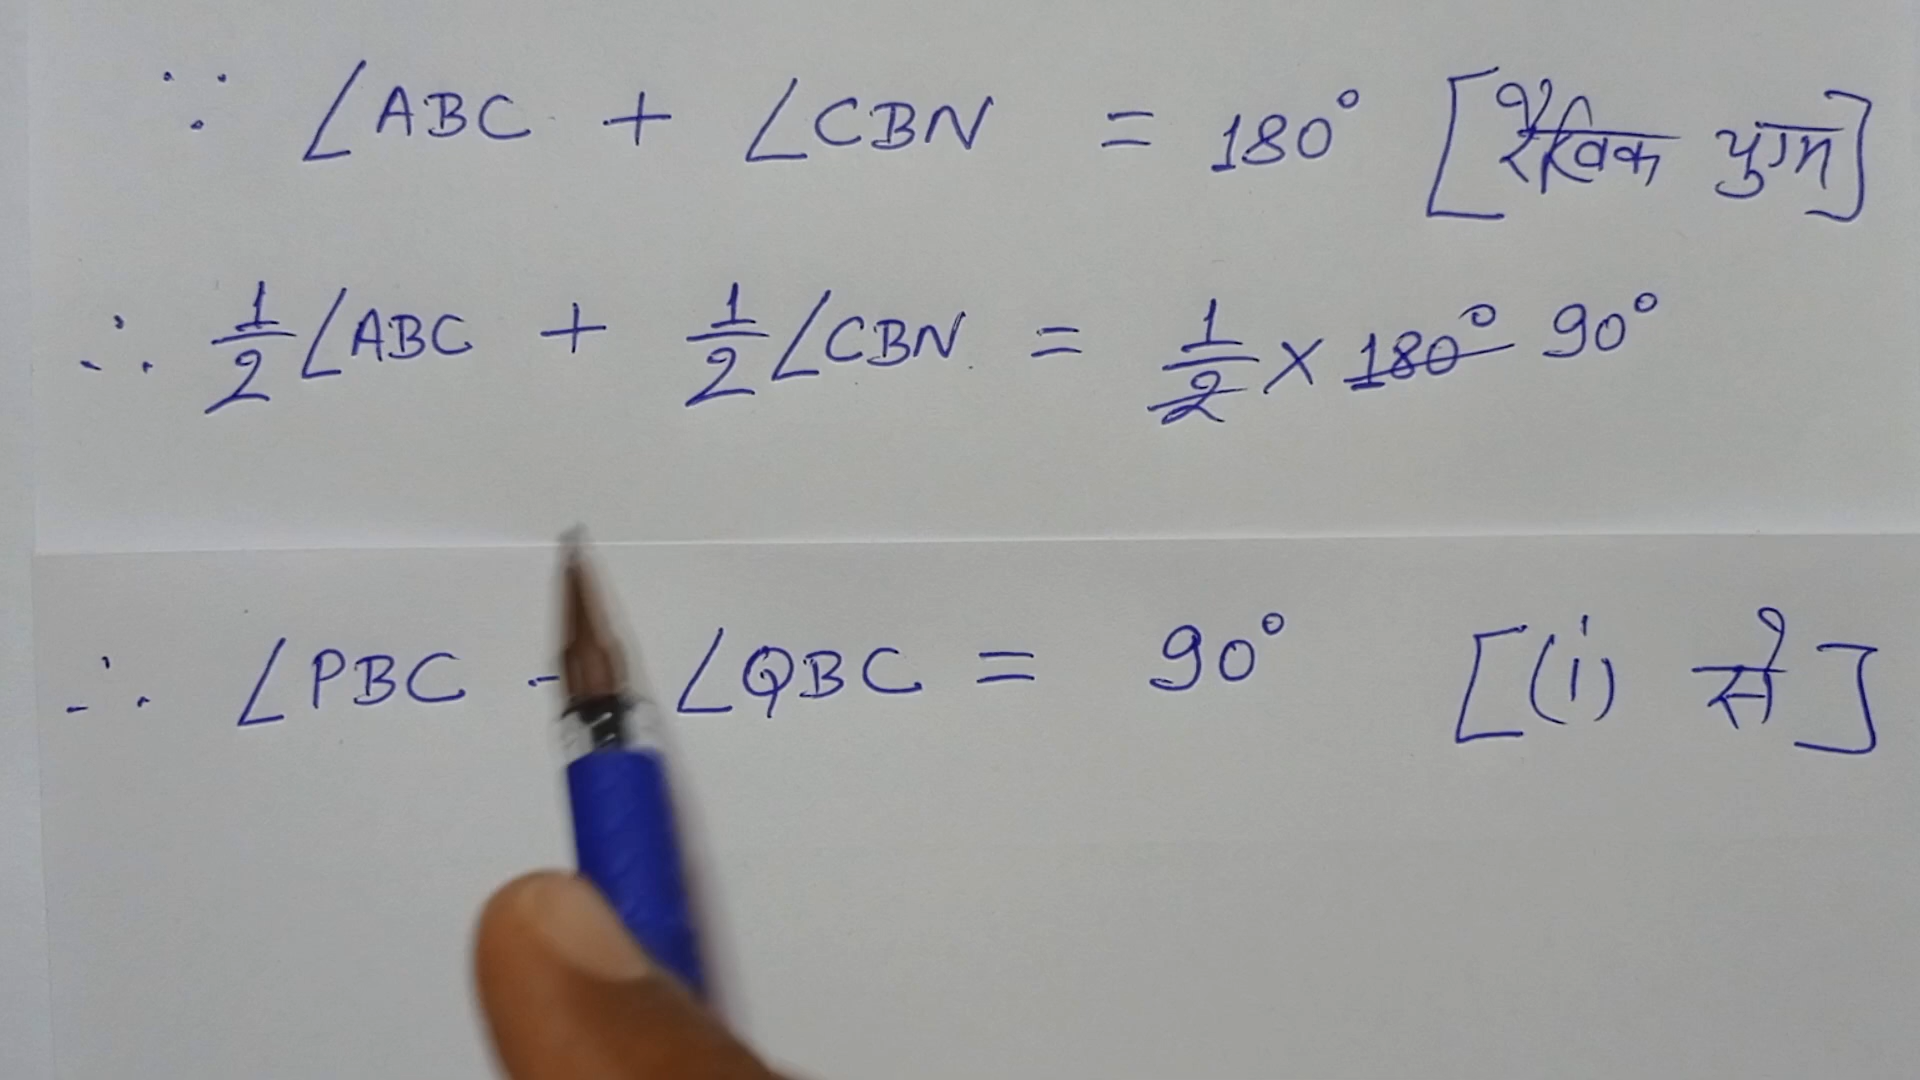 ∵ ∠ABC + ∠CBN = 180° [रैखिक युग्म]
∴ 1/2 ∠ABC + 1/2 ∠CBN = 1/2 × 180° 90°
∴ ∠PBC + ∠QBC = 90° [(i) से]